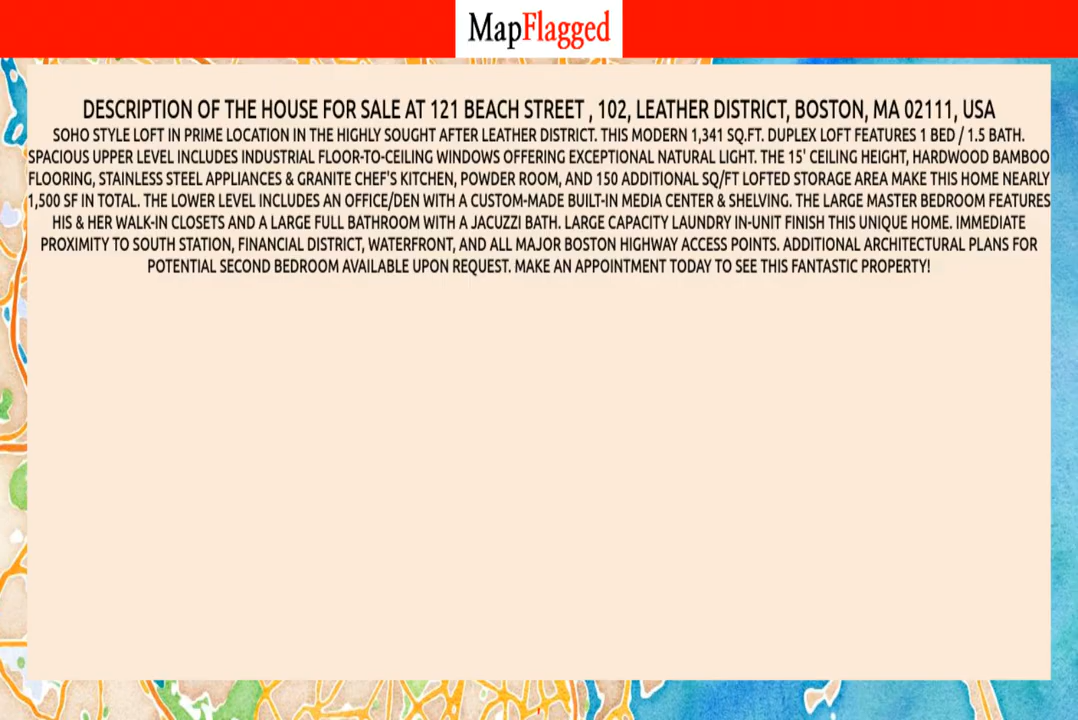 MapFlagged
DESCRIPTION OF THE HOUSE FOR SALE AT 121 BEACH STREET , 102, LEATHER DISTRICT, BOSTON, MA 02111, USA
SOHO STYLE LOFT IN PRIME LOCATION IN THE HIGHLY SOUGHT AFTER LEATHER DISTRICT. THIS MODERN 1,341 SQ.FT. DUPLEX LOFT FEATURES 1 BED / 1.5 BATH.
SPACIOUS UPPER LEVEL INCLUDES INDUSTRIAL FLOOR-TO-CEILING WINDOWS OFFERING EXCEPTIONAL NATURAL LIGHT. THE 15' CEILING HEIGHT, HARDWOOD BAMBOO
FLOORING, STAINLESS STEEL APPLIANCES & GRANITE CHEF'S KITCHEN, POWDER ROOM, AND 150 ADDITIONAL SQ/FT LOFTED STORAGE AREA MAKE THIS HOME NEARLY
1,500 SF IN TOTAL. THE LOWER LEVEL INCLUDES AN OFFICE/DEN WITH A CUSTOM-MADE BUILT-IN MEDIA CENTER & SHELVING. THE LARGE MASTER BEDROOM FEATURES
HIS & HER WALK-IN CLOSETS AND A LARGE FULL BATHROOM WITH A JACUZZI BATH. LARGE CAPACITY LAUNDRY IN-UNIT FINISH THIS UNIQUE HOME. IMMEDIATE
PROXIMITY TO SOUTH STATION, FINANCIAL DISTRICT, WATERFRONT, AND ALL MAJOR BOSTON HIGHWAY ACCESS POINTS. ADDITIONAL ARCHITECTURAL PLANS FOR
POTENTIAL SECOND BEDROOM AVAILABLE UPON REQUEST. MAKE AN APPOINTMENT TODAY TO SEE THIS FANTASTIC PROPERTY!